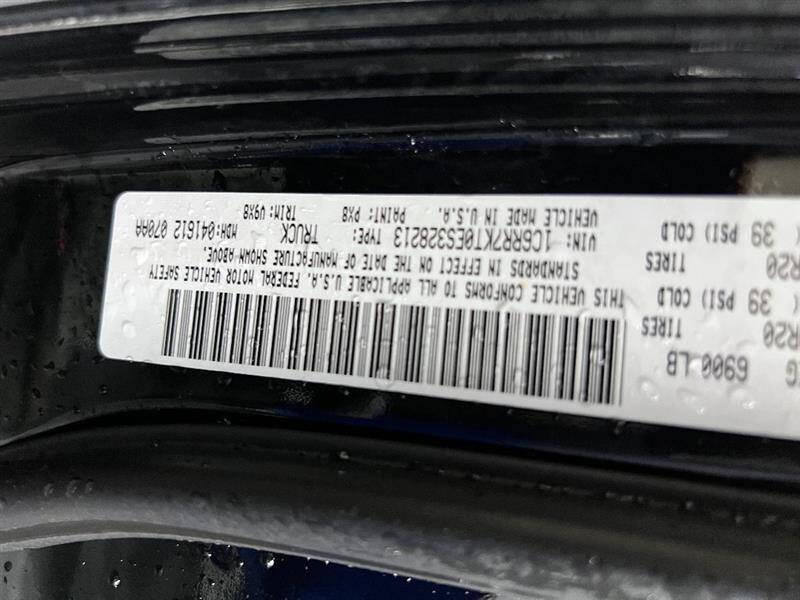 6900 LB
R20 TIRES
39 PSI) COLD
R20 TIRES
( 39 PSI) COLD
THIS VEHICLE CONFORMS TO ALL APPLICABLE U.S.A. FEDERAL MOTOR VEHICLE SAFETY
STANDARDS IN EFFECT ON THE DATE OF MANUFACTURE SHOWN ABOVE.
VIN: 1C6RR7KT0ES328213 TYPE: TRUCK MDH:041612 070AA
VEHICLE MADE IN U.S.A. PAINT: PX8 TRIM: V9X8